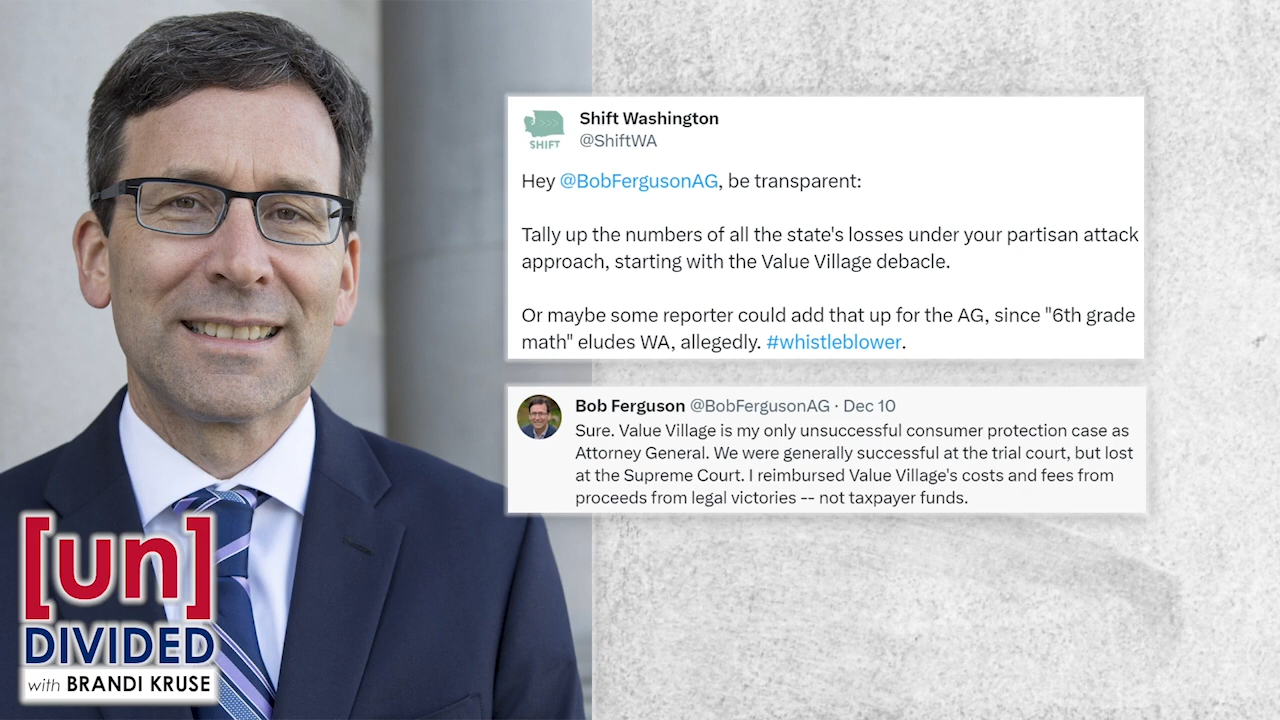 Shift Washington
@ShiftWA
SHIFT
Hey @BobFergusonAG, be transparent:
Tally up the numbers of all the state's losses under your partisan attack
approach, starting with the Value Village debacle.
Or maybe some reporter could add that up for the AG, since "6th grade
math" eludes WA, allegedly. #whistleblower.
Bob Ferguson @BobFergusonAG · Dec 10
Sure. Value Village is my only unsuccessful consumer protection case as
Attorney General. We were generally successful at the trial court, but lost
at the Supreme Court. I reimbursed Value Village's costs and fees from
proceeds from legal victories -- not taxpayer funds.
[un]
DIVIDED
with BRANDI KRUSE